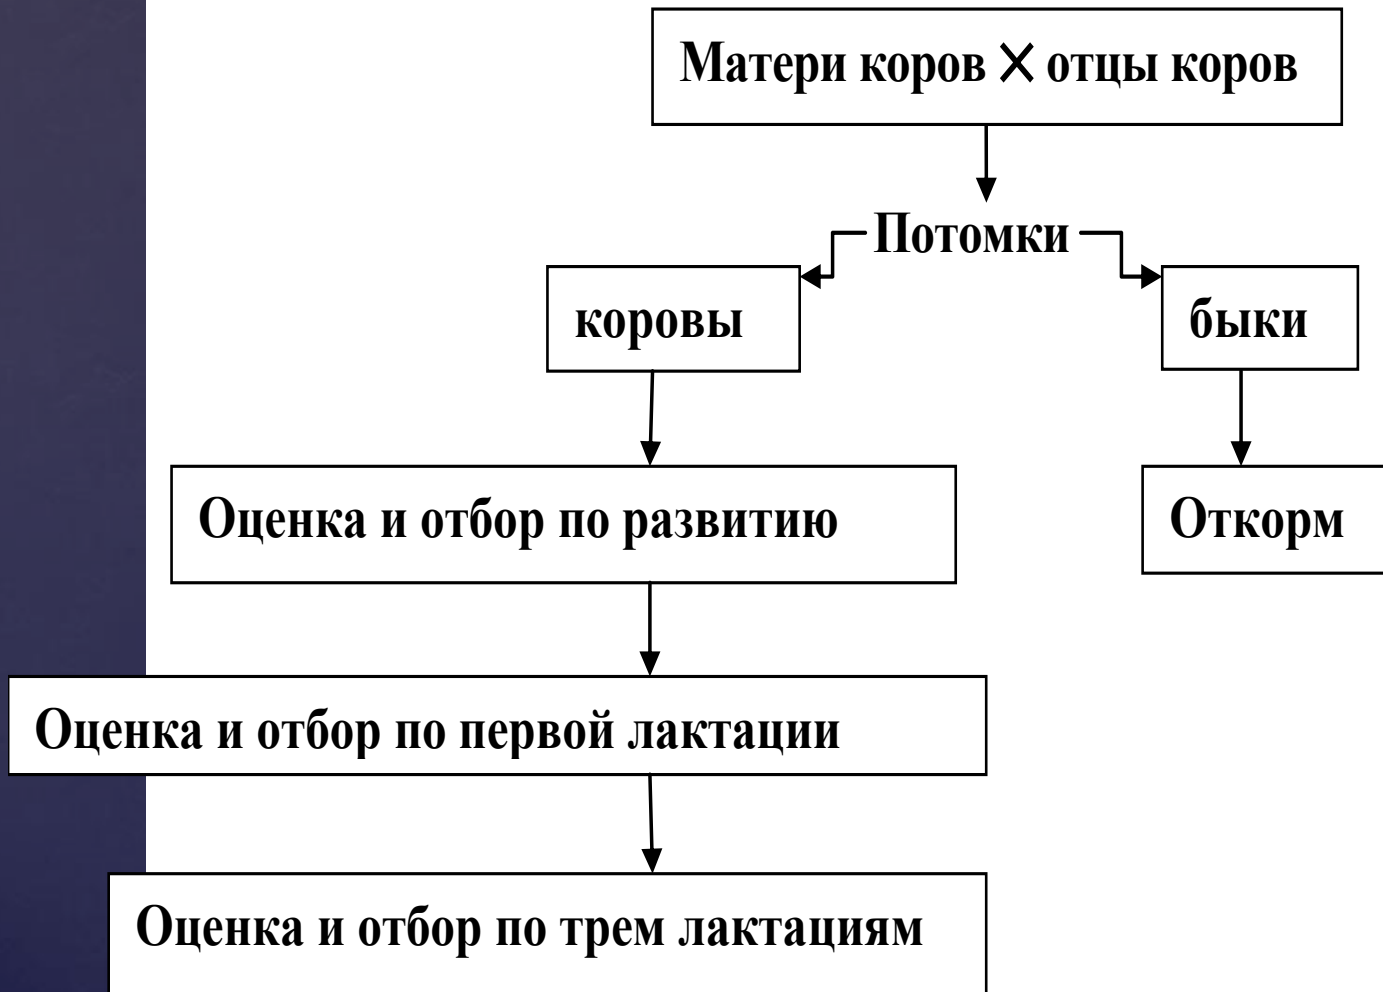 Матери коров X отцы коров
Потомки
коровы
быки
Оценка и отбор по развитию
Откорм
Оценка и отбор по первой лактации
Оценка и отбор по трем лактациям